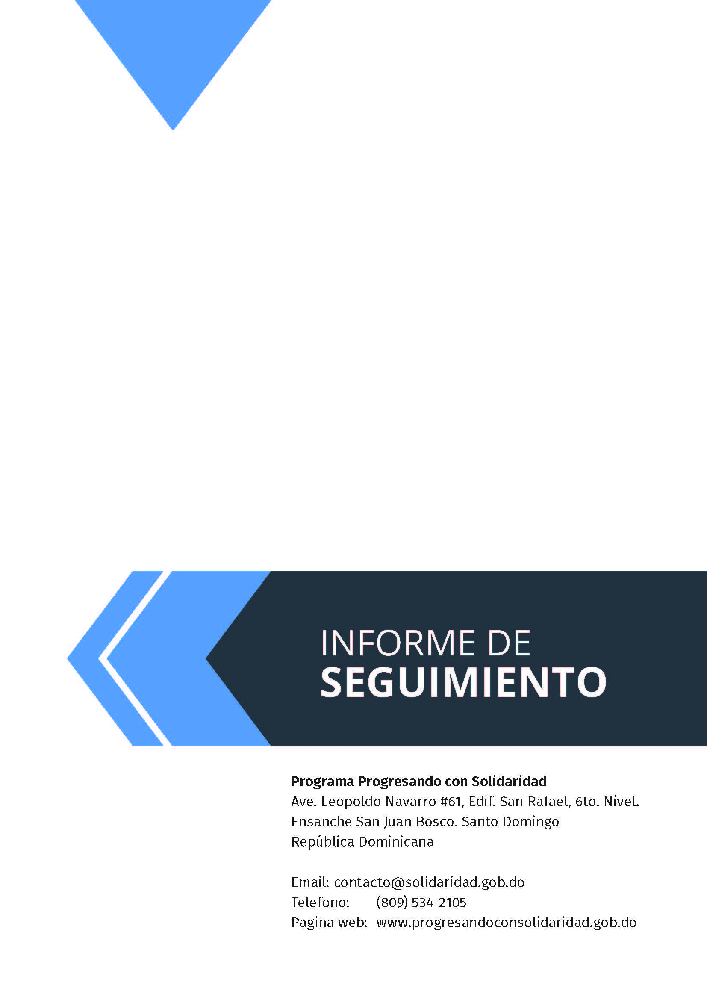 INFORME DE
SEGUIMIENTO
Programa Progresando con Solidaridad
Ave. Leopoldo Navarro #61, Edif. San Rafael, 6to. Nivel.
Ensanche San Juan Bosco. Santo Domingo
República Dominicana
Email: contacto@solidaridad.gob.do
Telefono: (809) 534-2105
Pagina web: www.progresandoconsolidaridad.gob.do